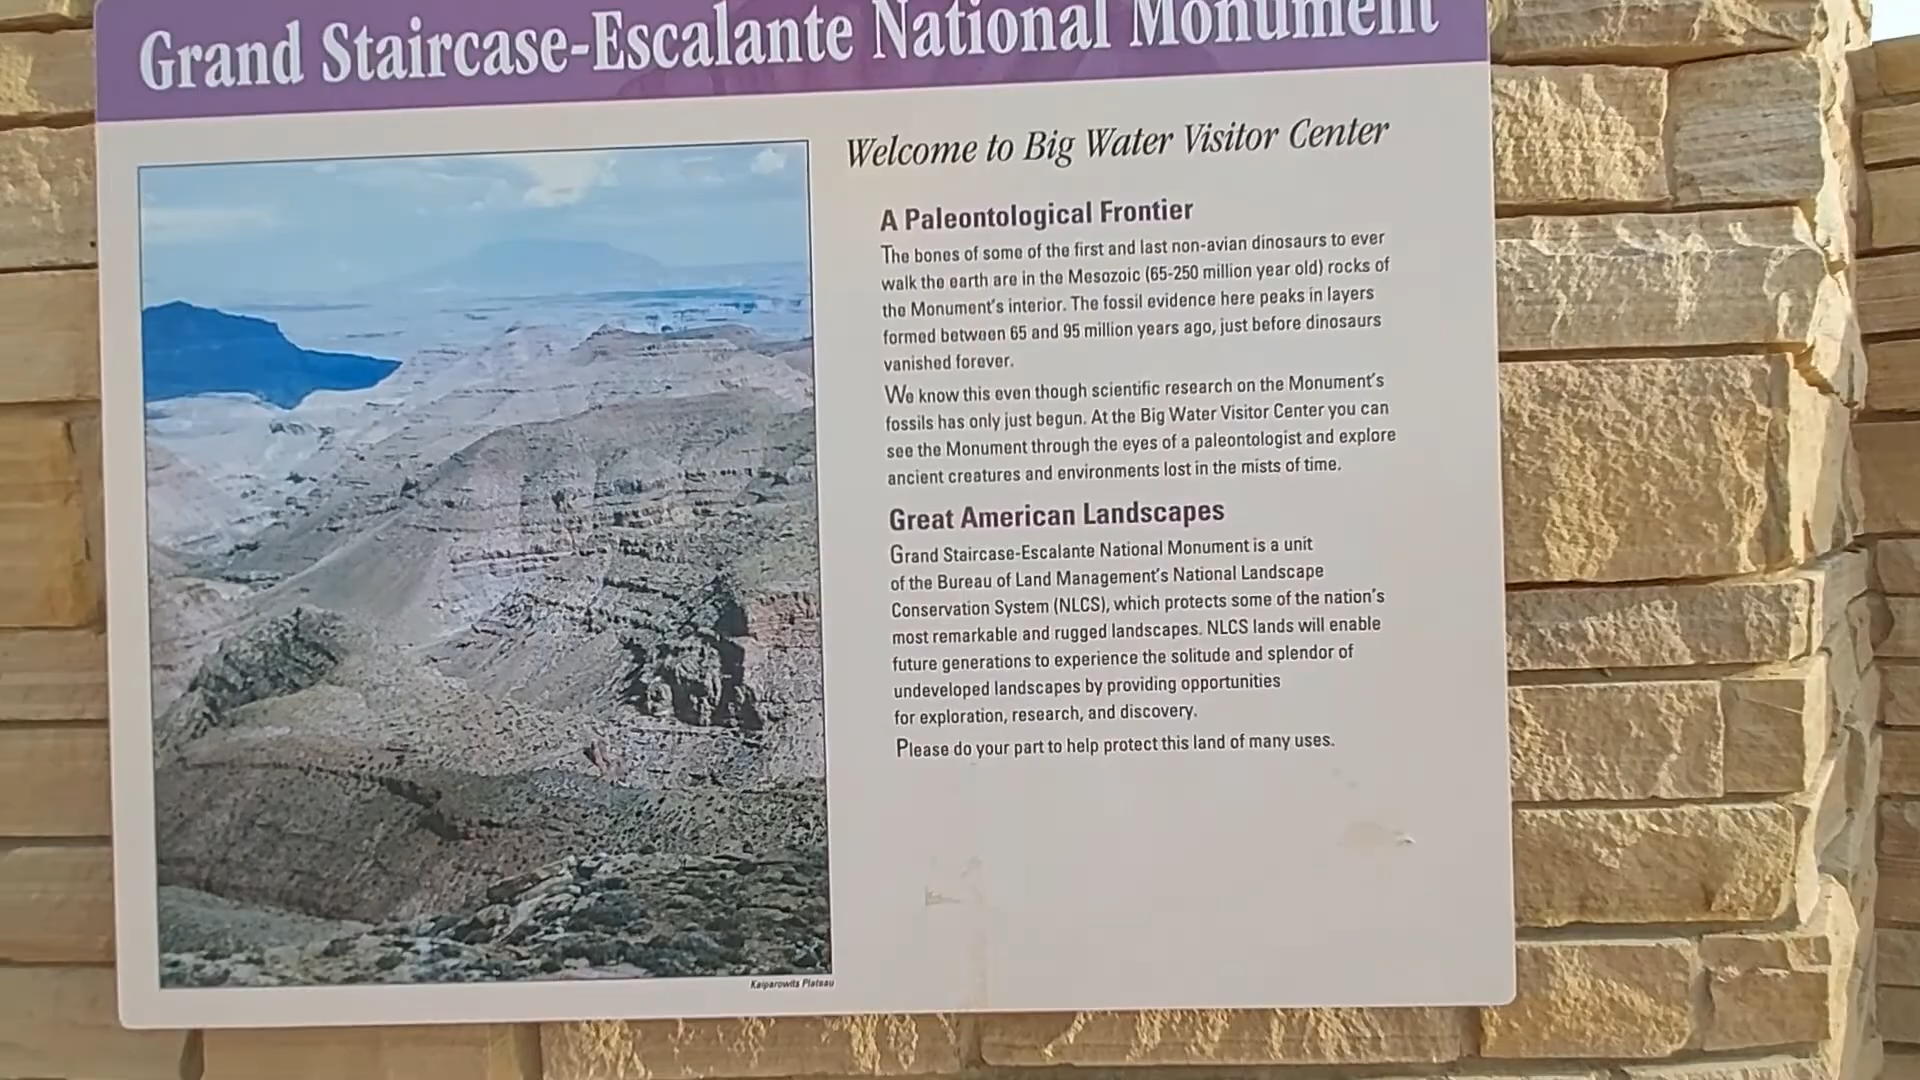 Grand Staircase-Escalante National Monument
Welcome to Big Water Visitor Center
A Paleontological Frontier
The bones of some of the first and last non-avian dinosaurs to ever
walk the earth are in the Mesozoic (65-250 million year old) rocks of
the Monument's interior. The fossil evidence here peaks in layers
formed between 65 and 95 million years ago, just before dinosaurs
vanished forever.
We know this even though scientific research on the Monument's
fossils has only just begun. At the Big Water Visitor Center you can
see the Monument through the eyes of a paleontologist and explore
ancient creatures and environments lost in the mists of time.
Great American Landscapes
Grand Staircase-Escalante National Monument is a unit
of the Bureau of Land Management's National Landscape
Conservation System (NLCS), which protects some of the nation's
most remarkable and rugged landscapes. NLCS lands will enable
future generations to experience the solitude and splendor of
undeveloped landscapes by providing opportunities
for exploration, research, and discovery.
Please do your part to help protect this land of many uses.
Kaiparowits Plateau